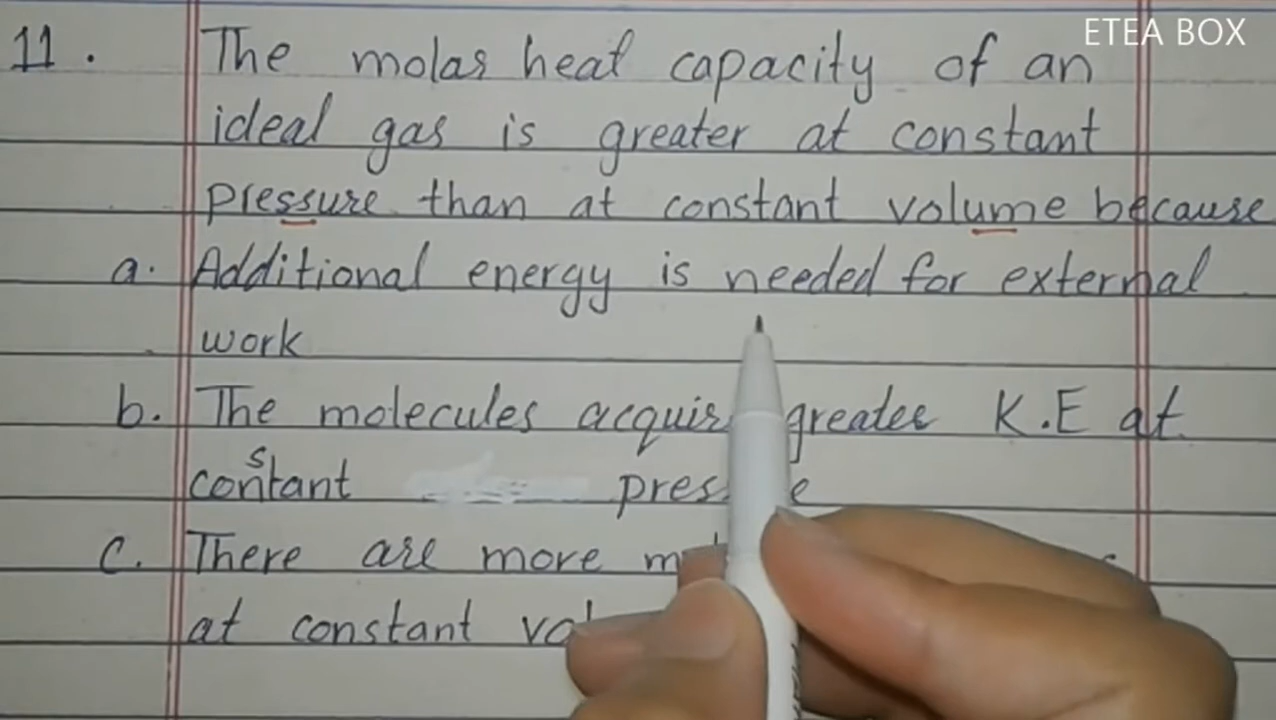 ETEA BOX
11. The molar heat capacity of an
ideal gas is greater at constant
pressure than at constant volume because
a. Additional energy is needed for external
work
b. The molecules greater K.E at
constant
c. There are more
at constant